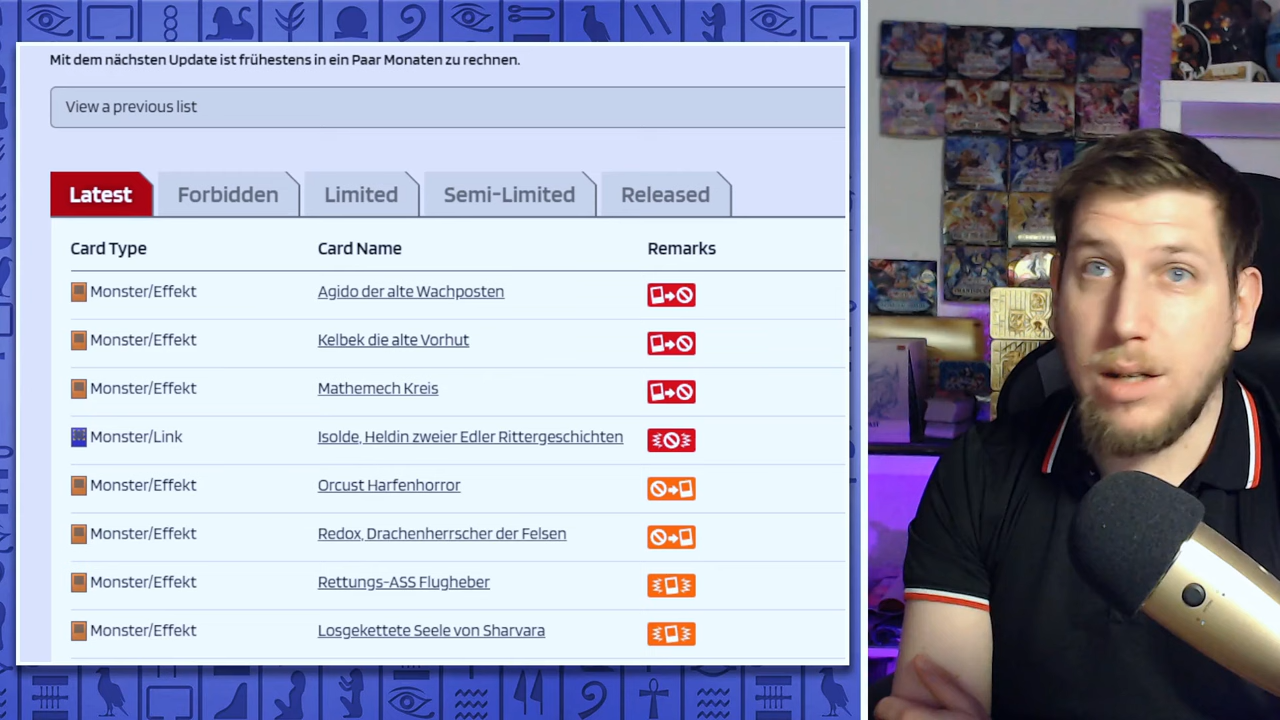 Mit dem nächsten Update ist frühestens in ein Paar Monaten zu rechnen.
View a previous list
Latest Forbidden Limited Semi-Limited Released
Card Type Card Name Remarks
Monster/Effekt Agido der alte Wachposten
Monster/Effekt Kelbek die alte Vorhut
Monster/Effekt Mathemech Kreis
Monster/Link Isolde, Heldin zweier Edler Rittergeschichten
Monster/Effekt Orcust Harfenhorror
Monster/Effekt Redox, Drachenherrscher der Felsen
Monster/Effekt Rettungs-ASS Flugheber
Monster/Effekt Losgekettete Seele von Sharvara